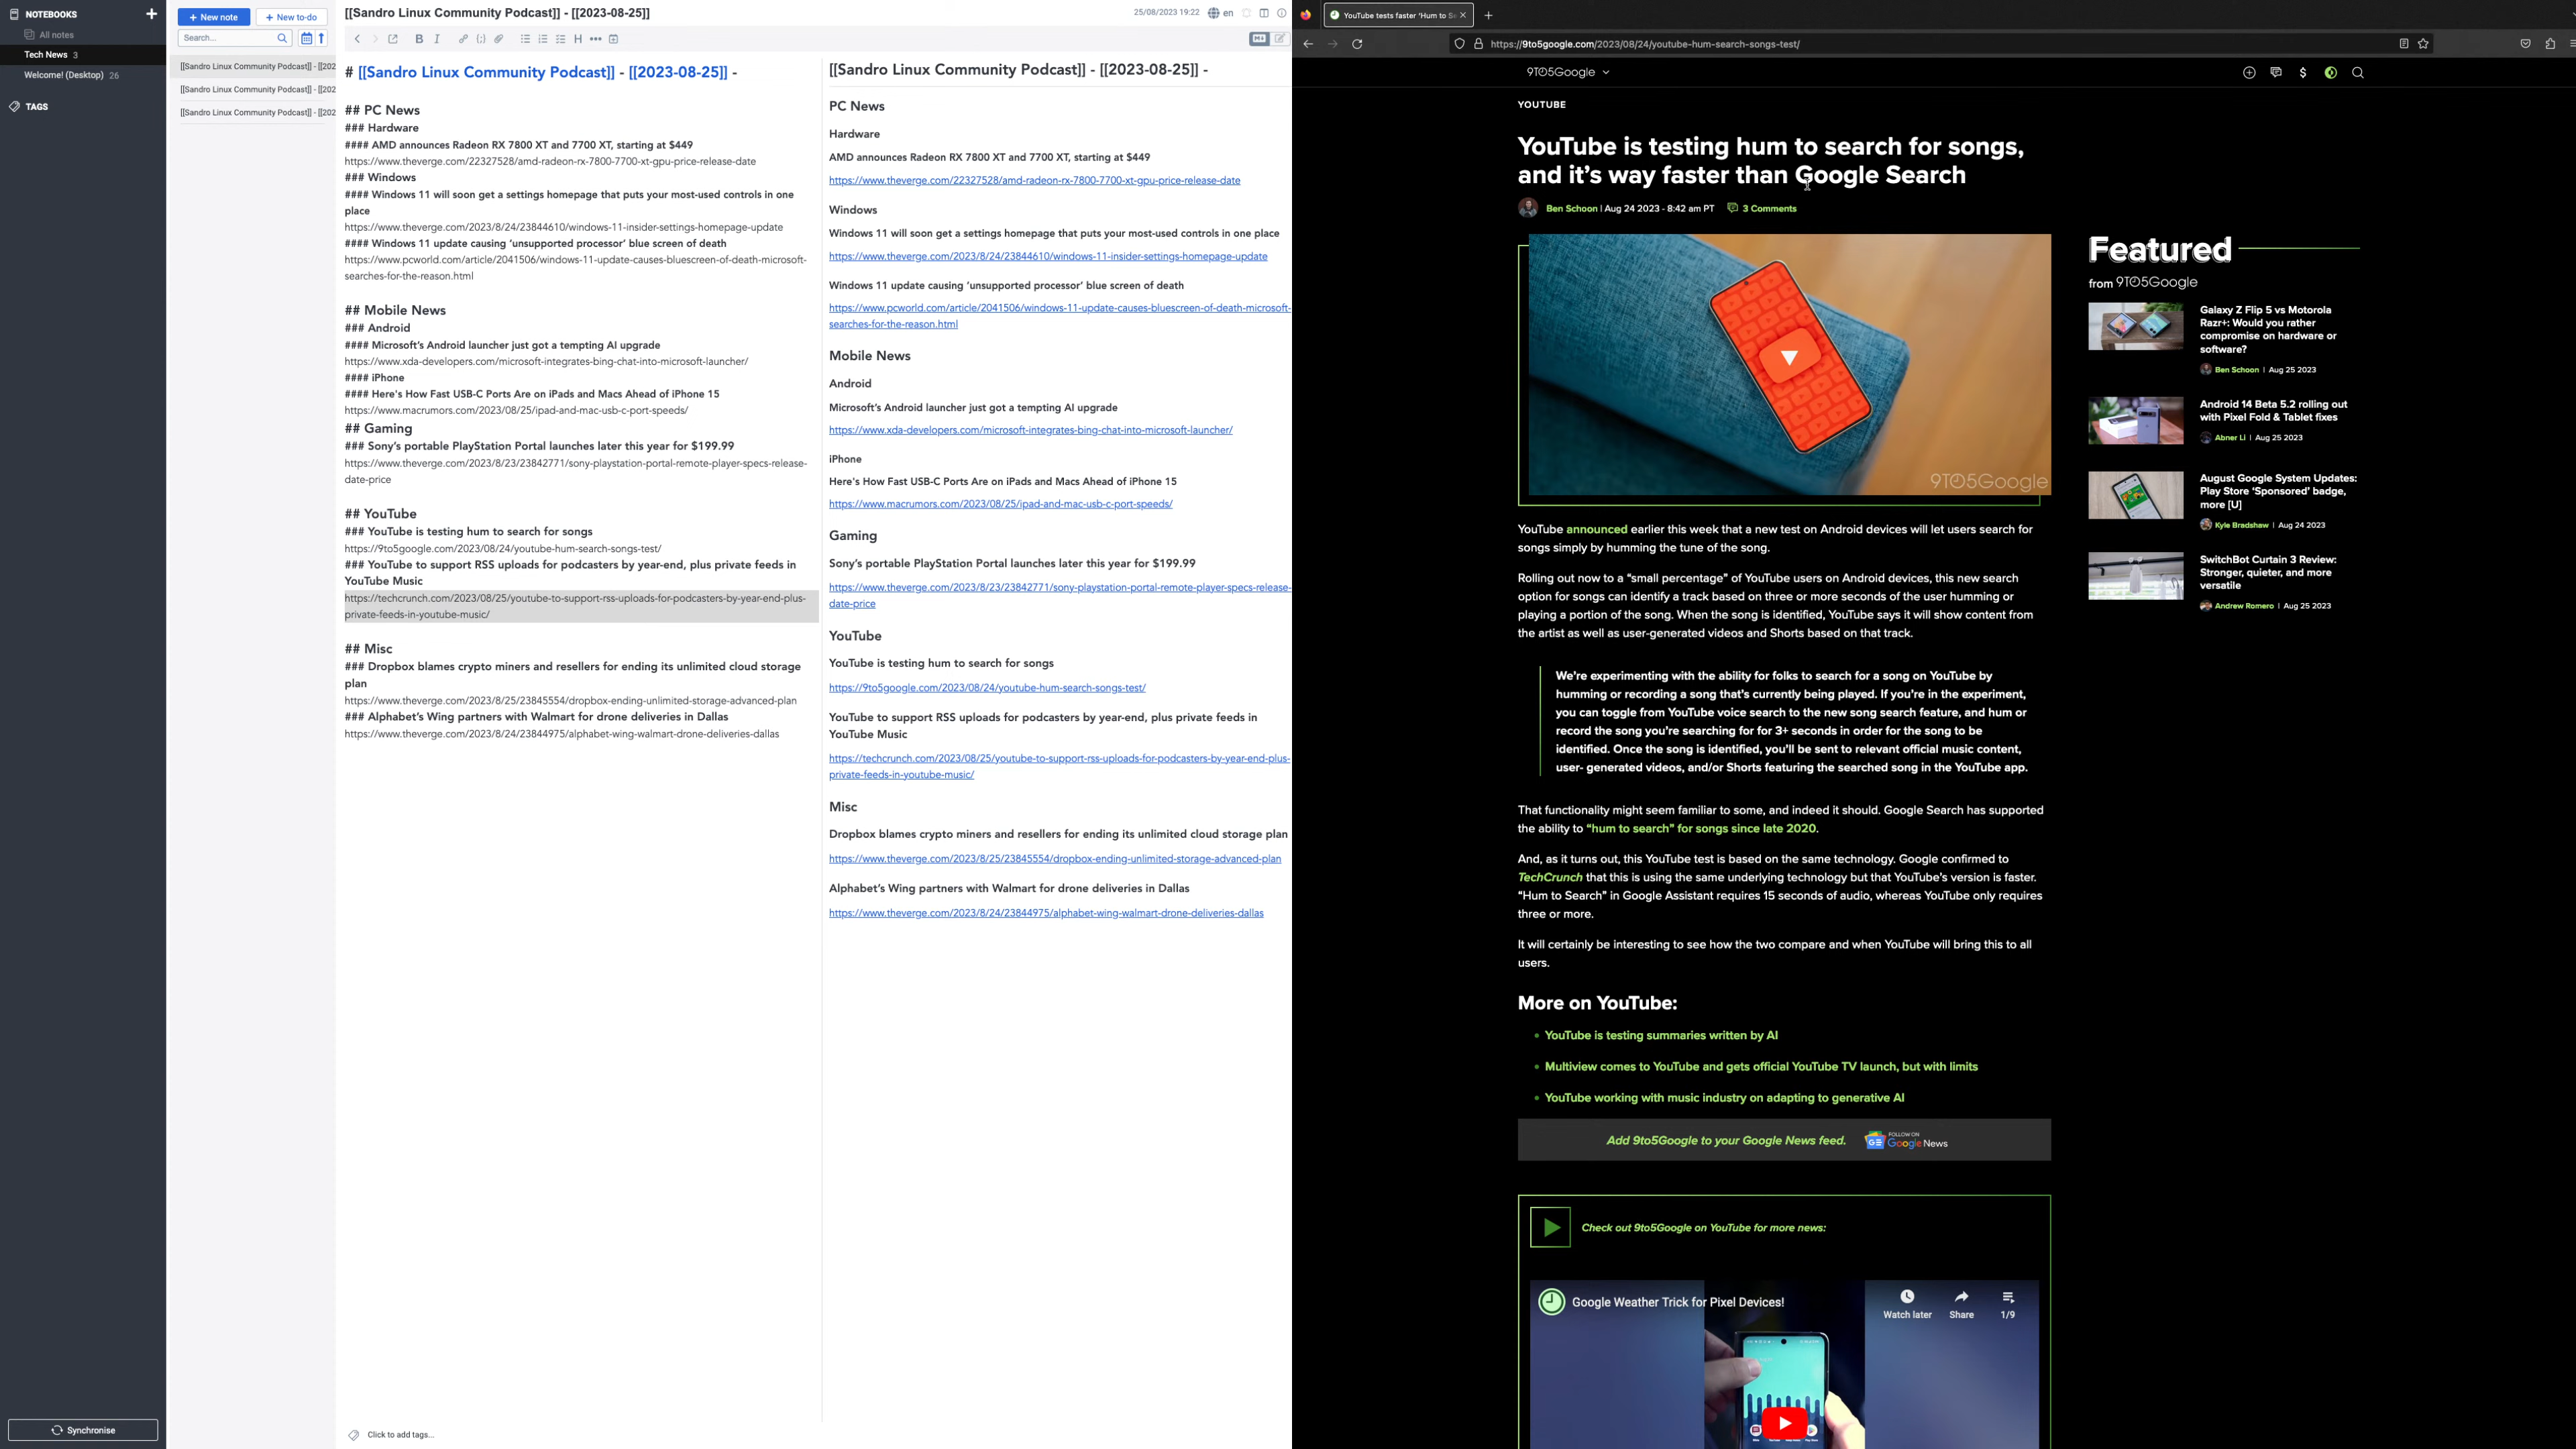 NOTEBOOKS
All notes
Tech News 3
Welcome! (Desktop) 26
TAGS
Synchronise
+ New note
+ New to-do
Search...
[[Sandro Linux Community Podcast]] - [[202
[[Sandro Linux Community Podcast]] - [[202
[[Sandro Linux Community Podcast]] - [[202
[[Sandro Linux Community Podcast]] - [[2023-08-25]]
25/08/2023 19:22
en
# [[Sandro Linux Community Podcast]] - [[2023-08-25]] -
## PC News
### Hardware
#### AMD announces Radeon RX 7800 XT and 7700 XT, starting at $449
https://www.theverge.com/22327528/amd-radeon-rx-7800-7700-xt-gpu-price-release-date
### Windows
#### Windows 11 will soon get a settings homepage that puts your most-used controls in one
place
https://www.theverge.com/2023/8/24/23844610/windows-11-insider-settings-homepage-update
#### Windows 11 update causing ‘unsupported processor’ blue screen of death
https://www.pcworld.com/article/2041506/windows-11-update-causes-bluescreen-of-death-microsoft-
searches-for-the-reason.html
## Mobile News
### Android
#### Microsoft’s Android launcher just got a tempting AI upgrade
https://www.xda-developers.com/microsoft-integrates-bing-chat-into-microsoft-launcher/
#### iPhone
#### Here's How Fast USB-C Ports Are on iPads and Macs Ahead of iPhone 15
https://www.macrumors.com/2023/08/25/ipad-and-mac-usb-c-port-speeds/
## Gaming
### Sony’s portable PlayStation Portal launches later this year for $199.99
https://www.theverge.com/2023/8/23/23842771/sony-playstation-portal-remote-player-specs-release-
date-price
## YouTube
### YouTube is testing hum to search for songs
https://9to5google.com/2023/08/24/youtube-hum-search-songs-test/
### YouTube to support RSS uploads for podcasters by year-end, plus private feeds in
YouTube Music
https://techcrunch.com/2023/08/25/youtube-to-support-rss-uploads-for-podcasters-by-year-end-plus-
private-feeds-in-youtube-music/
## Misc
### Dropbox blames crypto miners and resellers for ending its unlimited cloud storage
plan
https://www.theverge.com/2023/8/25/23845554/dropbox-ending-unlimited-storage-advanced-plan
### Alphabet’s Wing partners with Walmart for drone deliveries in Dallas
https://www.theverge.com/2023/8/24/23844975/alphabet-wing-walmart-drone-deliveries-dallas
Click to add tags...
[[Sandro Linux Community Podcast]] - [[2023-08-25]] -
PC News
Hardware
AMD announces Radeon RX 7800 XT and 7700 XT, starting at $449
https://www.theverge.com/22327528/amd-radeon-rx-7800-7700-xt-gpu-price-release-date
Windows
Windows 11 will soon get a settings homepage that puts your most-used controls in one place
https://www.theverge.com/2023/8/24/23844610/windows-11-insider-settings-homepage-update
Windows 11 update causing ‘unsupported processor’ blue screen of death
https://www.pcworld.com/article/2041506/windows-11-update-causes-bluescreen-of-death-microsoft-
searches-for-the-reason.html
Mobile News
Android
Microsoft’s Android launcher just got a tempting AI upgrade
https://www.xda-developers.com/microsoft-integrates-bing-chat-into-microsoft-launcher/
iPhone
Here's How Fast USB-C Ports Are on iPads and Macs Ahead of iPhone 15
https://www.macrumors.com/2023/08/25/ipad-and-mac-usb-c-port-speeds/
Gaming
Sony’s portable PlayStation Portal launches later this year for $199.99
https://www.theverge.com/2023/8/23/23842771/sony-playstation-portal-remote-player-specs-release-
date-price
YouTube
YouTube is testing hum to search for songs
https://9to5google.com/2023/08/24/youtube-hum-search-songs-test/
YouTube to support RSS uploads for podcasters by year-end, plus private feeds in
YouTube Music
https://techcrunch.com/2023/08/25/youtube-to-support-rss-uploads-for-podcasters-by-year-end-plus-
private-feeds-in-youtube-music/
Misc
Dropbox blames crypto miners and resellers for ending its unlimited cloud storage plan
https://www.theverge.com/2023/8/25/23845554/dropbox-ending-unlimited-storage-advanced-plan
Alphabet’s Wing partners with Walmart for drone deliveries in Dallas
https://www.theverge.com/2023/8/24/23844975/alphabet-wing-walmart-drone-deliveries-dallas
YouTube tests faster ‘Hum to Se
https://9to5google.com/2023/08/24/youtube-hum-search-songs-test/
9TO5Google
YOUTUBE
YouTube is testing hum to search for songs,
and it’s way faster than Google Search
Ben Schoon | Aug 24 2023 - 8:42 am PT 3 Comments
9TO5Google
YouTube announced earlier this week that a new test on Android devices will let users search for
songs simply by humming the tune of the song.
Rolling out now to a “small percentage” of YouTube users on Android devices, this new search
option for songs can identify a track based on three or more seconds of the user humming or
playing a portion of the song. When the song is identified, YouTube says it will show content from
the artist as well as user-generated videos and Shorts based on that track.
We’re experimenting with the ability for folks to search for a song on YouTube by
humming or recording a song that’s currently being played. If you’re in the experiment,
you can toggle from YouTube voice search to the new song search feature, and hum or
record the song you’re searching for for 3+ seconds in order for the song to be
identified. Once the song is identified, you’ll be sent to relevant official music content,
user- generated videos, and/or Shorts featuring the searched song in the YouTube app.
That functionality might seem familiar to some, and indeed it should. Google Search has supported
the ability to “hum to search” for songs since late 2020.
And, as it turns out, this YouTube test is based on the same technology. Google confirmed to
TechCrunch that this is using the same underlying technology but that YouTube’s version is faster.
“Hum to Search” in Google Assistant requires 15 seconds of audio, whereas YouTube only requires
three or more.
It will certainly be interesting to see how the two compare and when YouTube will bring this to all
users.
More on YouTube:
• YouTube is testing summaries written by AI
• Multiview comes to YouTube and gets official YouTube TV launch, but with limits
• YouTube working with music industry on adapting to generative AI
Add 9to5Google to your Google News feed.
FOLLOW ON
Google News
Check out 9to5Google on YouTube for more news:
Google Weather Trick for Pixel Devices!
Watch later
Share
1/9
Featured
from 9TO5Google
Galaxy Z Flip 5 vs Motorola
Razr+: Would you rather
compromise on hardware or
software?
Ben Schoon | Aug 25 2023
Android 14 Beta 5.2 rolling out
with Pixel Fold & Tablet fixes
Abner Li | Aug 25 2023
August Google System Updates:
Play Store ‘Sponsored’ badge,
more [U]
Kyle Bradshaw | Aug 24 2023
SwitchBot Curtain 3 Review:
Stronger, quieter, and more
versatile
Andrew Romero | Aug 25 2023